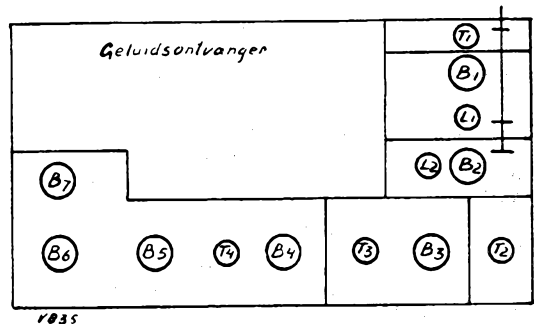 Geluidsontvanger
T1
B1
L1
L2 B2
B7
B6 B5 T4 B4 T3 B3 T2
VB35